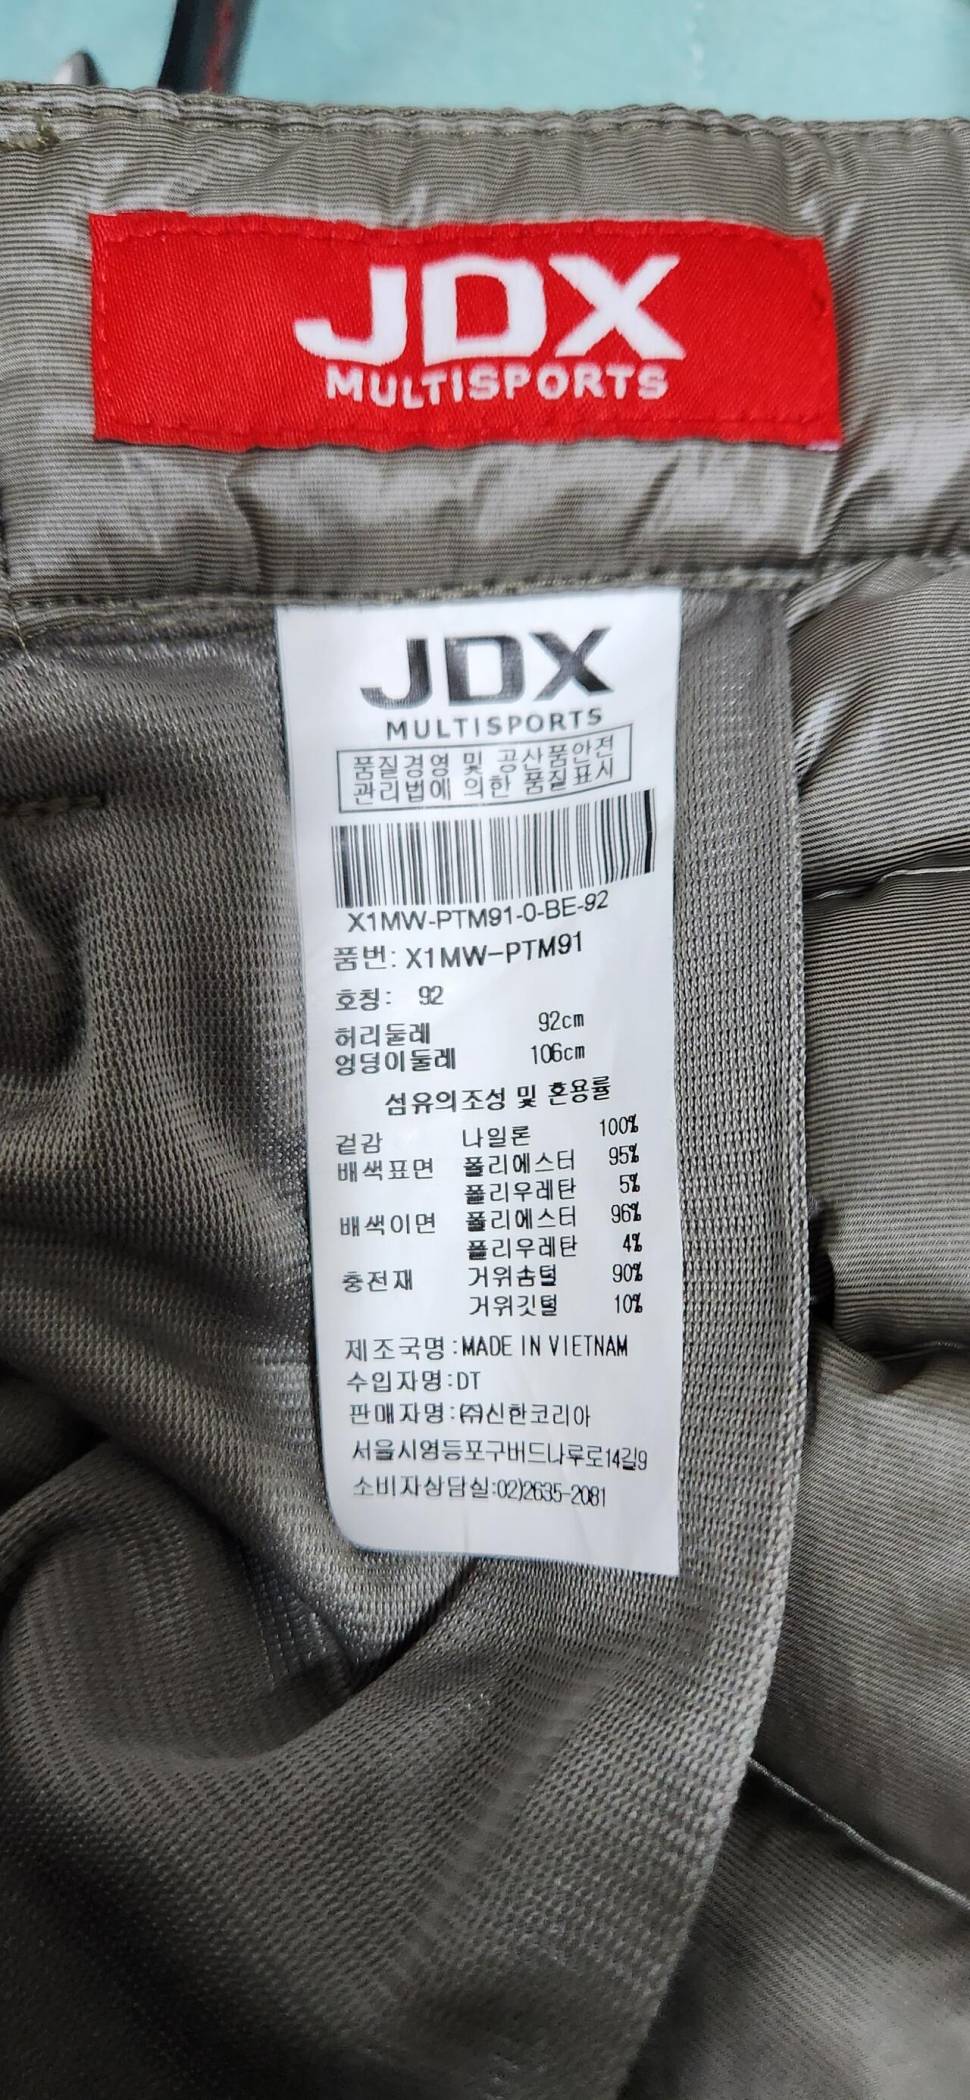 JDX
MULTISPORTS
JDX
MULTISPORTS
품질경영 및 공산품안전
관리법에 의한 품질표시
X1MW-PTM91-0-BE-92
품번: X1MW-PTM91
호칭: 92
허리둘레 92cm
엉덩이둘레 106cm
섬유의조성 및 혼용률
겉감 나일론 100%
배색표면 폴리에스터 95%
폴리우레탄 5%
배색이면 폴리에스터 96%
폴리우레탄 4%
충전재 거위솜털 90%
거위깃털 10%
제조국명:MADE IN VIETNAM
수입자명:DT
판매자명:㈜신한코리아
서울시영등포구버드나루로14길9
소비자상담실:02)2635-2081